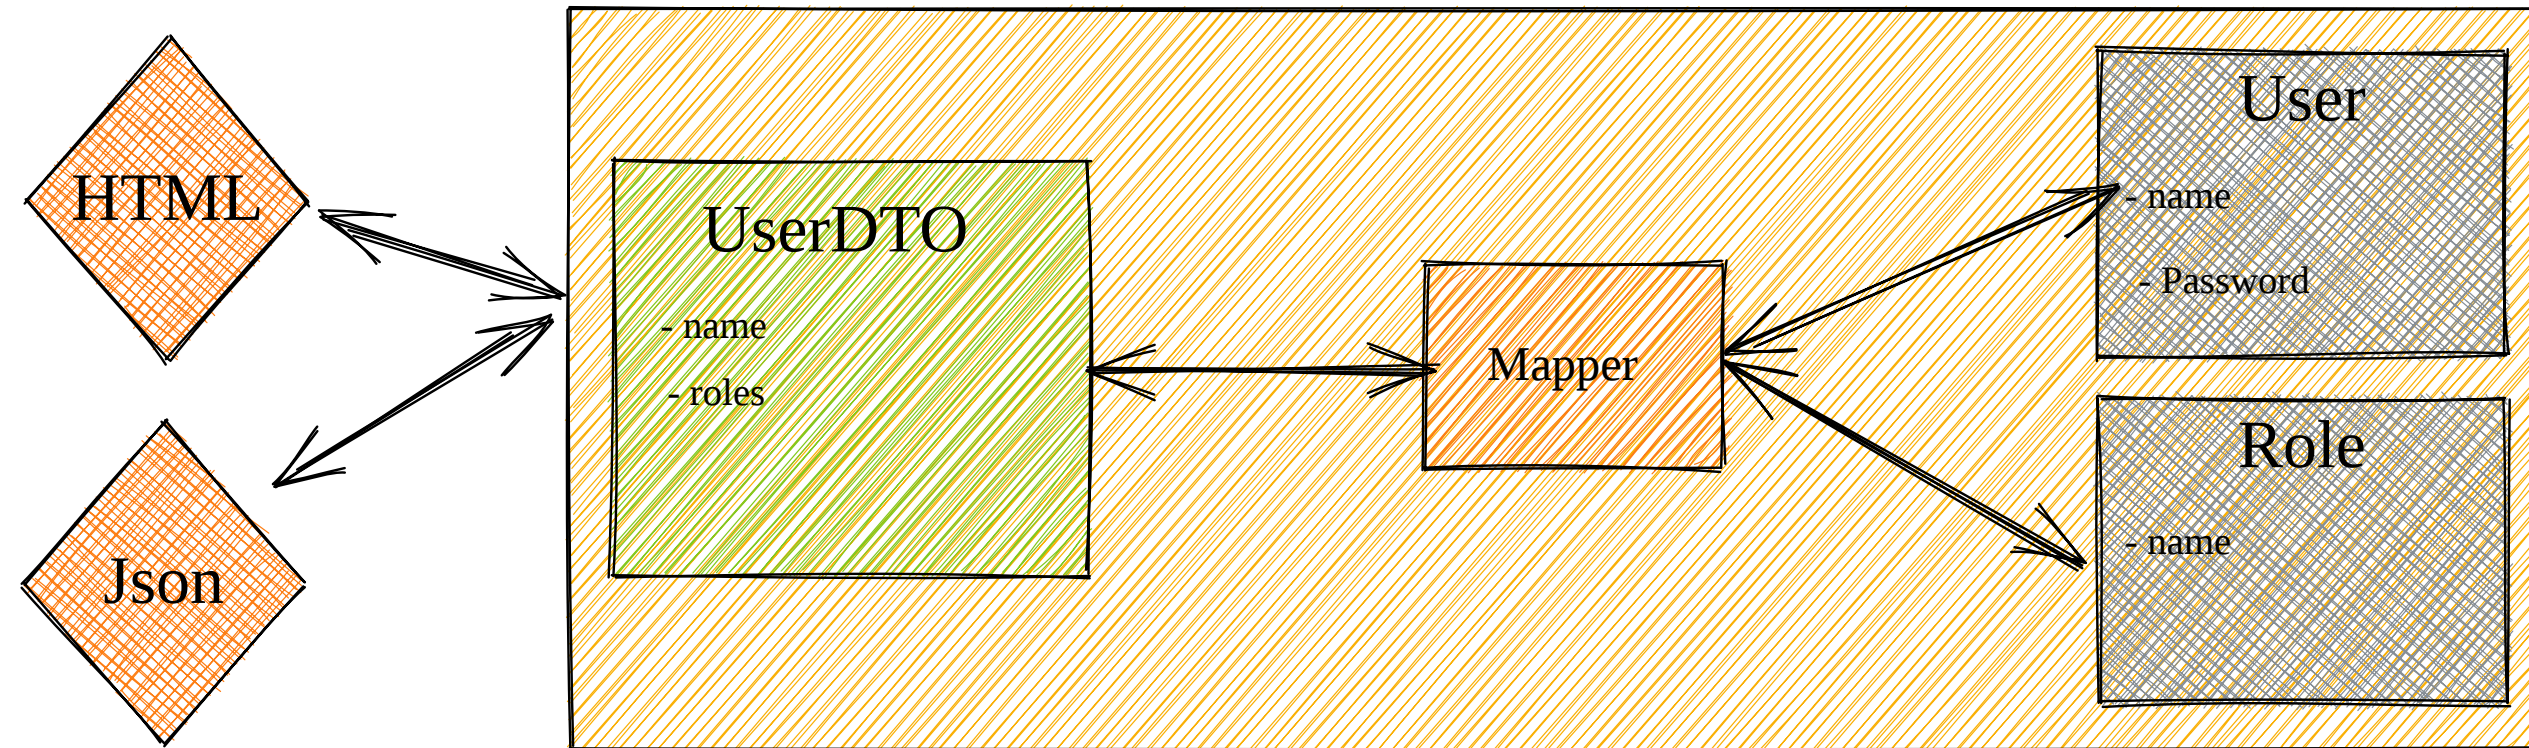 HTML
Json
UserDTO
- name
- roles
Mapper
User
- name
- Password
Role
- name